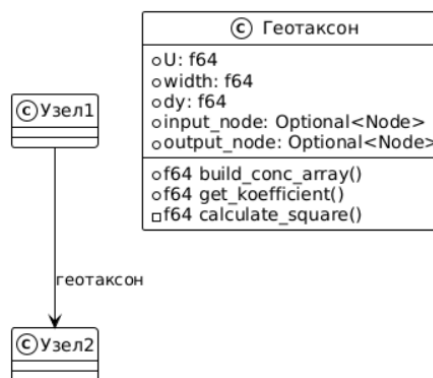 C Геотаксон
U: f64
width: f64
dy: f64
input_node: Optional<Node>
output_node: Optional<Node>
f64 build_conc_array()
f64 get_koefficient()
f64 calculate_square()
C Узел1
геотаксон
C Узел2